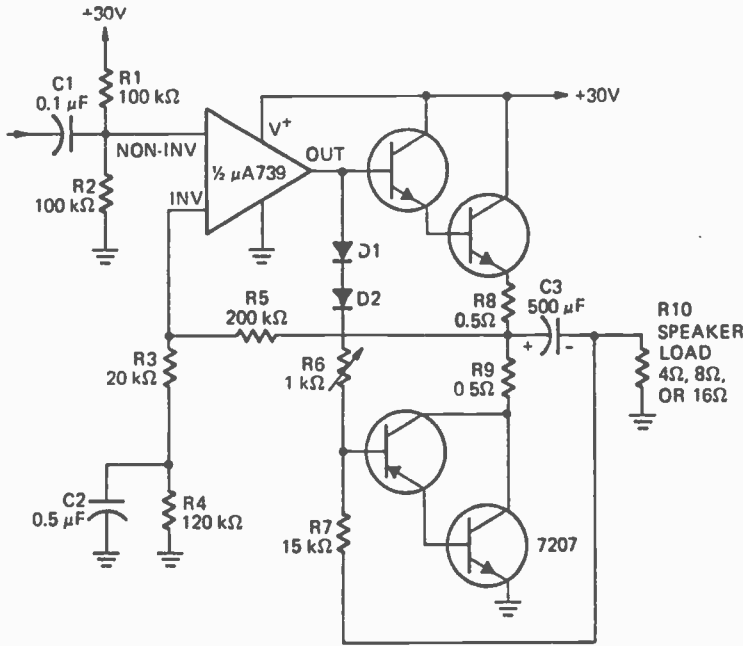 +30V
C1
0.1 μF
R1
100 kΩ
NON-INV
V+
½ μA739
OUT
+30V
R2
100 kΩ
INV
D1
D2
R5
200 kΩ
R8
0.5Ω
C3
500 μF
+
-
R10
SPEAKER
LOAD
4Ω, 8Ω,
OR 16Ω
R3
20 kΩ
R6
1 kΩ
R9
0 5Ω
C2
0.5 μF
R4
120 kΩ
R7
15 kΩ
7207